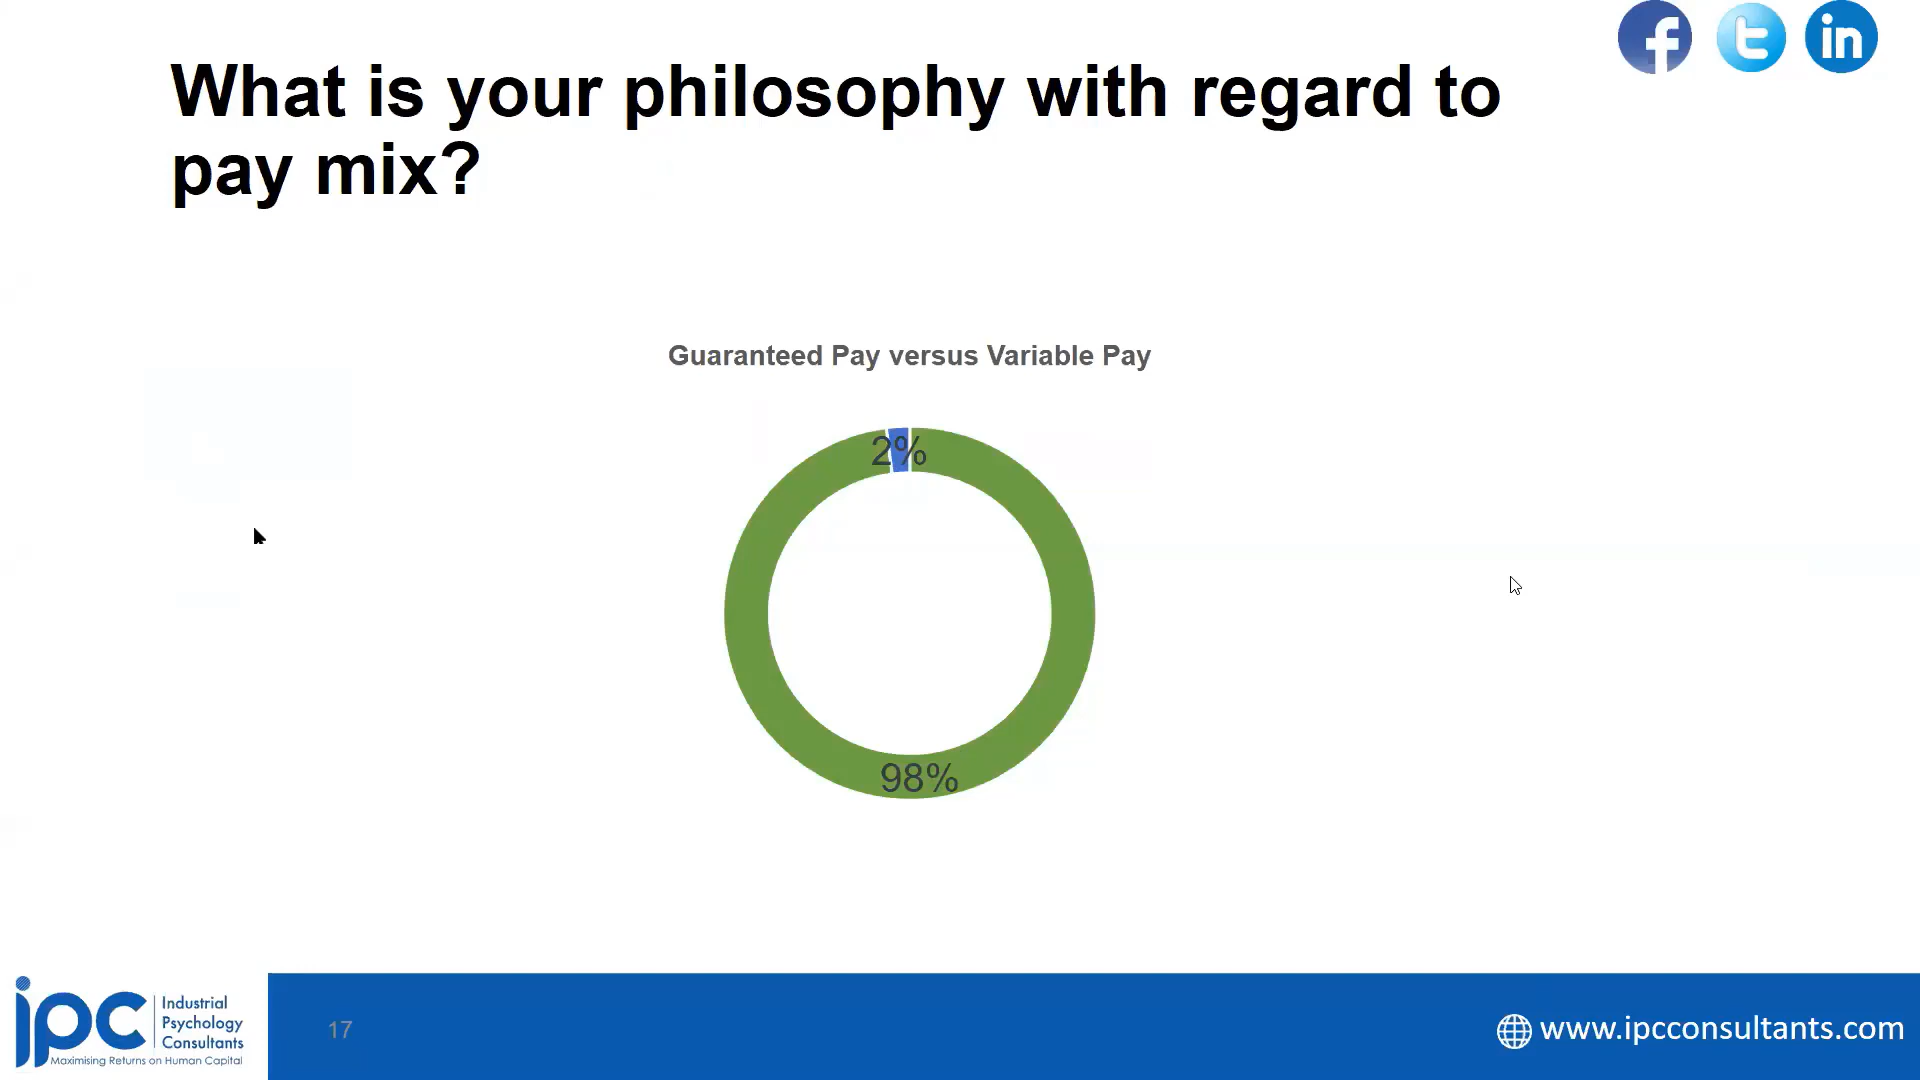 What is your philosophy with regard to
pay mix?
Guaranteed Pay versus Variable Pay
2%
98%
ipc
Industrial
Psychology
Consultants
Maximising Returns on Human Capital
17
www.ipcconsultants.com